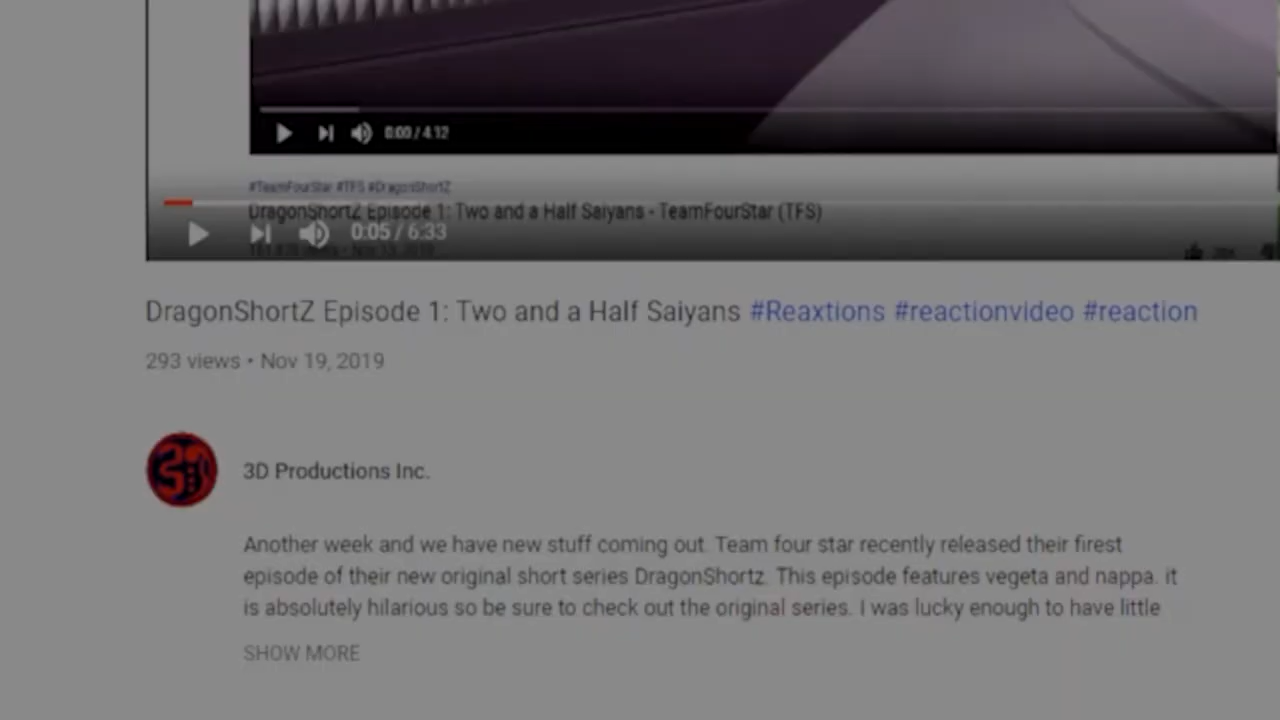 0:00 / 4:12
#TeamFourStar #TFS #DragonShortZ
DragonShortZ Episode 1: Two and a Half Saiyans - TeamFourStar (TFS)
0:05 / 6:33
DragonShortZ Episode 1: Two and a Half Saiyans #Reaxtions #reactionvideo #reaction
293 views • Nov 19, 2019
3D Productions Inc.
Another week and we have new stuff coming out. Team four star recently released their firest
episode of their new original short series DragonShortz. This episode features vegeta and nappa. it
is absolutely hilarious so be sure to check out the original series. I was lucky enough to have little
SHOW MORE